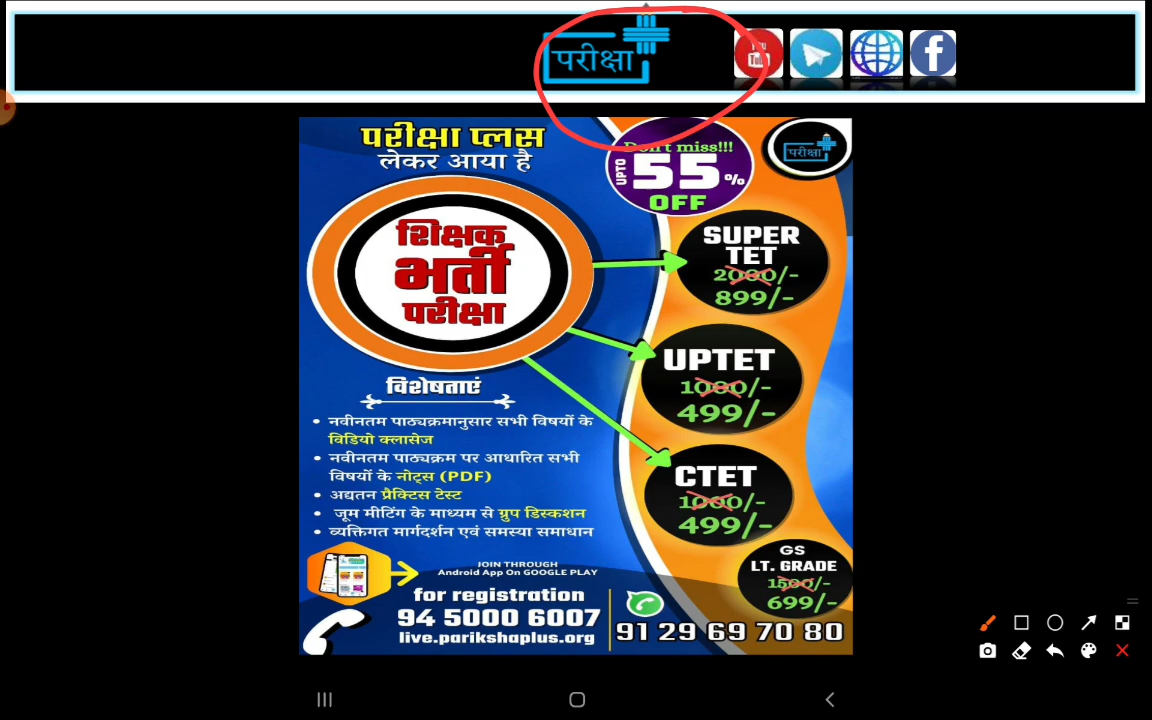 परीक्षा
You
Tube
f
परीक्षा प्लस
लेकर आया है
Don't miss!!!
UPTO
55%
OFF
परीक्षा
शिक्षक
भर्ती
परीक्षा
SUPER
TET
2000/-
899/-
UPTET
1000/-
499/-
CTET
1000/-
499/-
GS
LT. GRADE
1500/-
699/-
विशेषताएं
• नवीनतम पाठ्यक्रमानुसार सभी विषयों के
विडियो क्लासेज
• नवीनतम पाठ्यक्रम पर आधारित सभी
विषयों के नोट्स (PDF)
• अद्यतन प्रैक्टिस टेस्ट
• जूम मीटिंग के माध्यम से ग्रुप डिस्कशन
• व्यक्तिगत मार्गदर्शन एवं समस्या समाधान
JOIN THROUGH
Android App On GOOGLE PLAY
for registration
94 5000 6007
live.parikshaplus.org
91 29 69 70 80